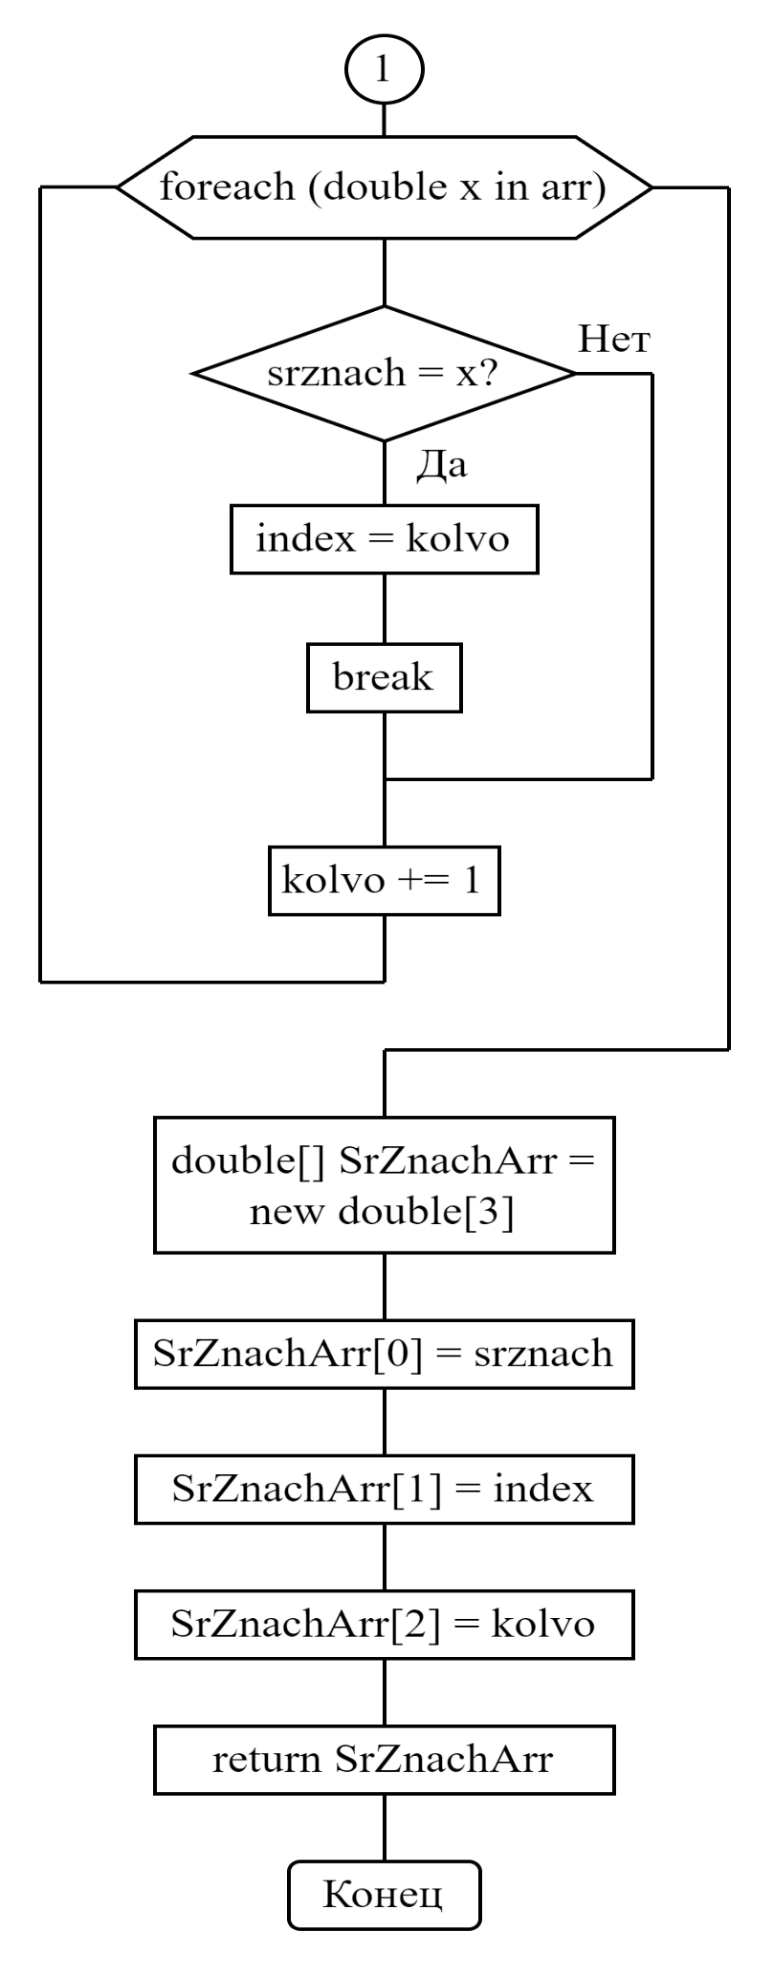 1
foreach (double x in arr)
Нет
srznach = x?
Да
index = kolvo
break
kolvo += 1
double[] SrZnachArr =
new double[3]
SrZnachArr[0] = srznach
SrZnachArr[1] = index
SrZnachArr[2] = kolvo
return SrZnachArr
Конец